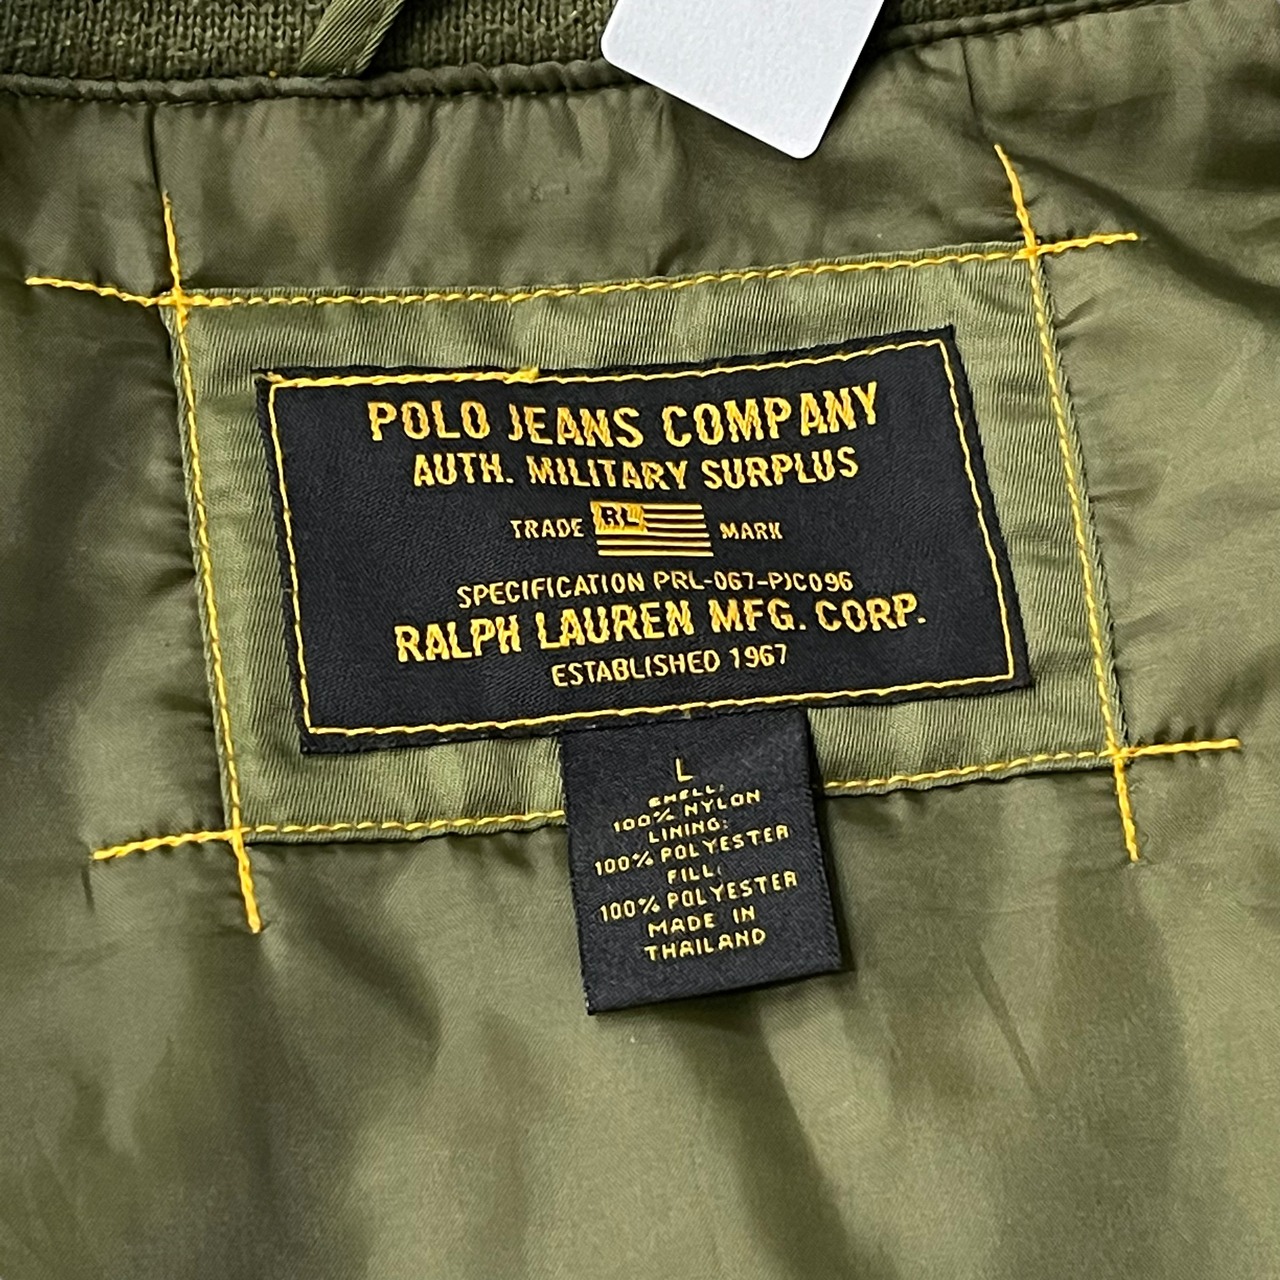 POLO JEANS COMPANY
AUTH. MILITARY SURPLUS
TRADE RL MARK
SPECIFICATION PRL-067-PJC096
RALPH LAUREN MFG. CORP.
ESTABLISHED 1967
L
SHELL:
100% NYLON
LINING:
100% POLYESTER
FILL:
100% POLYESTER
MADE IN
THAILAND